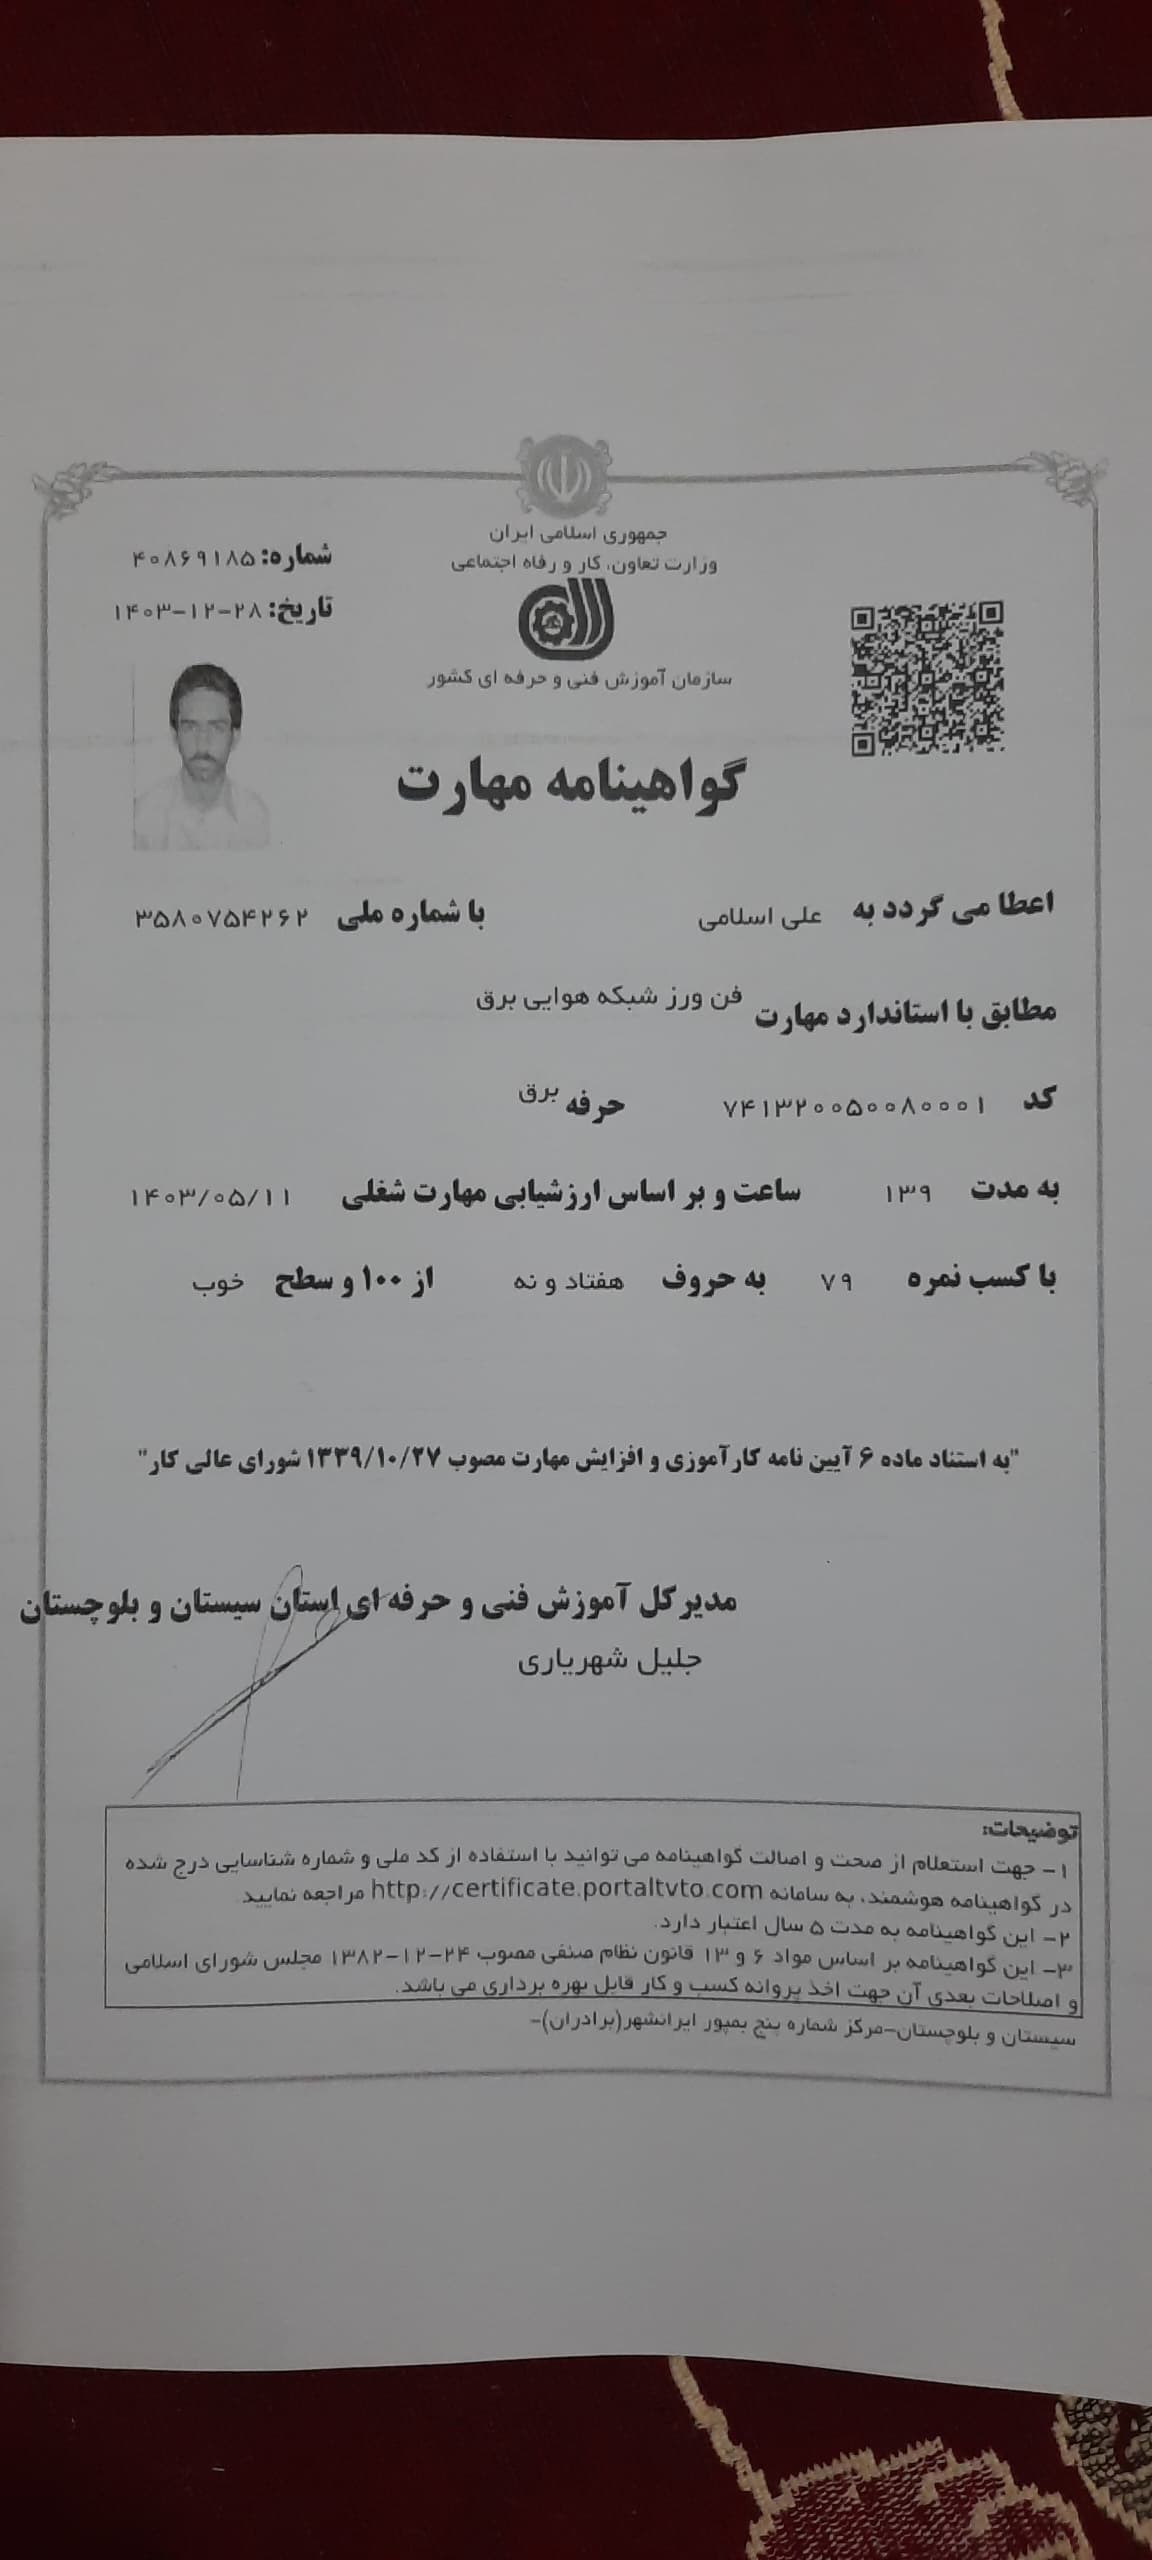 جمهوری اسلامی ایران
وزارت تعاون، کار و رفاه اجتماعی
سازمان آموزش فنی و حرفه ای کشور
شماره: ۴۰۸۶۹۱۸۵
تاریخ: ۱۴۰۳-۱۲-۲۸
گواهینامه مهارت
اعطا می گردد به علی اسلامی با شماره ملی ۳۵۸۰۷۵۴۲۶۲
مطابق با استاندارد مهارت فن ورز شبکه هوایی برق
کد ۷۴۱۳۲۰۰۵۰۰۸۰۰۰۱ حرفه برق
به مدت ۱۳۹ ساعت و بر اساس ارزشیابی مهارت شغلی ۱۴۰۳/۰۵/۱۱
با کسب نمره ۷۹ به حروف هفتاد و نه از ۱۰۰ و سطح خوب
"به استناد ماده ۶ آیین نامه کارآموزی و افزایش مهارت مصوب ۱۳۳۹/۱۰/۲۷ شورای عالی کار"
مدیرکل آموزش فنی و حرفه ای استان سیستان و بلوچستان
جلیل شهریاری
توضیحات:
۱- جهت استعلام از صحت و اصالت گواهینامه می توانید با استفاده از کد ملی و شماره شناسایی درج شده
در گواهینامه هوشمند، به سامانه http://certificate.portaltvto.com مراجعه نمایید
۲- این گواهینامه به مدت ۵ سال اعتبار دارد.
۳- این گواهینامه بر اساس مواد ۶ و ۱۳ قانون نظام صنفی مصوب ۲۴-۱۲-۱۳۸۲ مجلس شورای اسلامی
و اصلاحات بعدی آن جهت اخذ پروانه کسب و کار قابل بهره برداری می باشد.
سیستان و بلوچستان-مرکز شماره پنج بمپور ایرانشهر(برادران)-